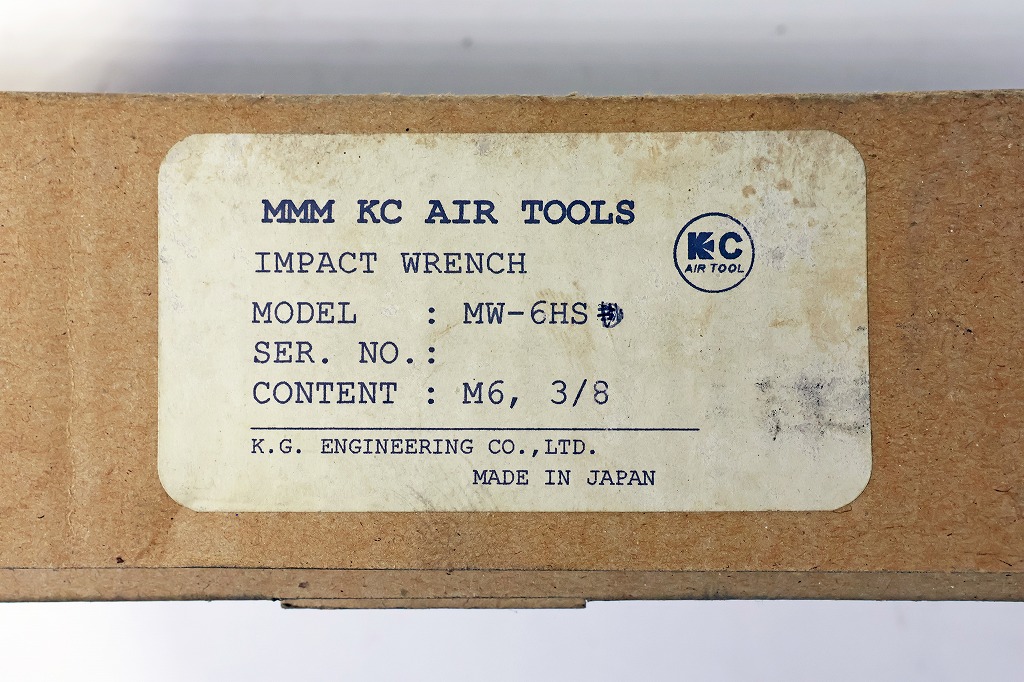 MMM KC AIR TOOLS
KC
AIR TOOL
IMPACT WRENCH
MODEL : MW-6HS
SER. NO.:
CONTENT : M6, 3/8
K.G. ENGINEERING CO.,LTD.
MADE IN JAPAN